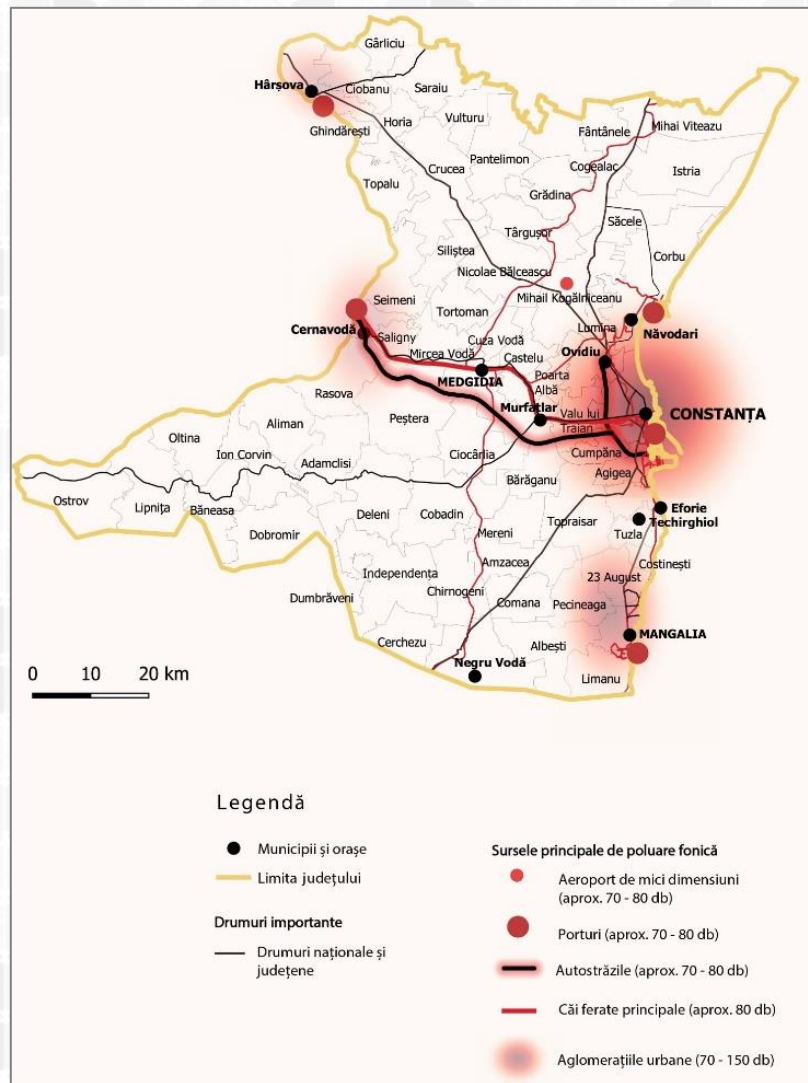 Gârliciu
Hârșova
Ciobanu
Saraiu
Ghindărești
Horia
Vulturu
Fântânele
Mihai Viteazu
Pantelimon
Cogealac
Crucea
Istria
Topalu
Grădina
Săcele
Târgușor
Siliștea
Corbu
Nicolae Bălceascu
Seimeni
Mihail Kogălniceanu
Tortoman
Lumina
Năvodari
Cernavodă
Saligny
Cuza Vodă
Mircea Vodă
Castelu
Ovidiu
MEDGIDIA
Poarta
Albă
Rasova
Murfatlar
Valu lui
Traian
CONSTANȚA
Peștera
Aliman
Oltina
Ion Corvin
Adamclisi
Ciocârlia
Cumpăna
Bărăganu
Agigea
Ostrov
Lipnița
Băneasa
Dobromir
Deleni
Cobadin
Topraisar
Eforie
Techirghiol
Mereni
Tuzla
Amzacea
Costinești
Independența
23 August
Dumbrăveni
Chirnogeni
Comana
Pecineaga
Cerchezu
Albești
MANGALIA
Negru Vodă
Limanu
0 10 20 km
Legendă
Municipii și orașe
Limita județului
Drumuri importante
Drumuri naționale și
județene
Sursele principale de poluare fonică
Aeroport de mici dimensiuni
(aprox. 70 - 80 db)
Porturi (aprox. 70 - 80 db)
Autostrăzile (aprox. 70 - 80 db)
Căi ferate principale (aprox. 80 db)
Aglomerațiile urbane (70 - 150 db)